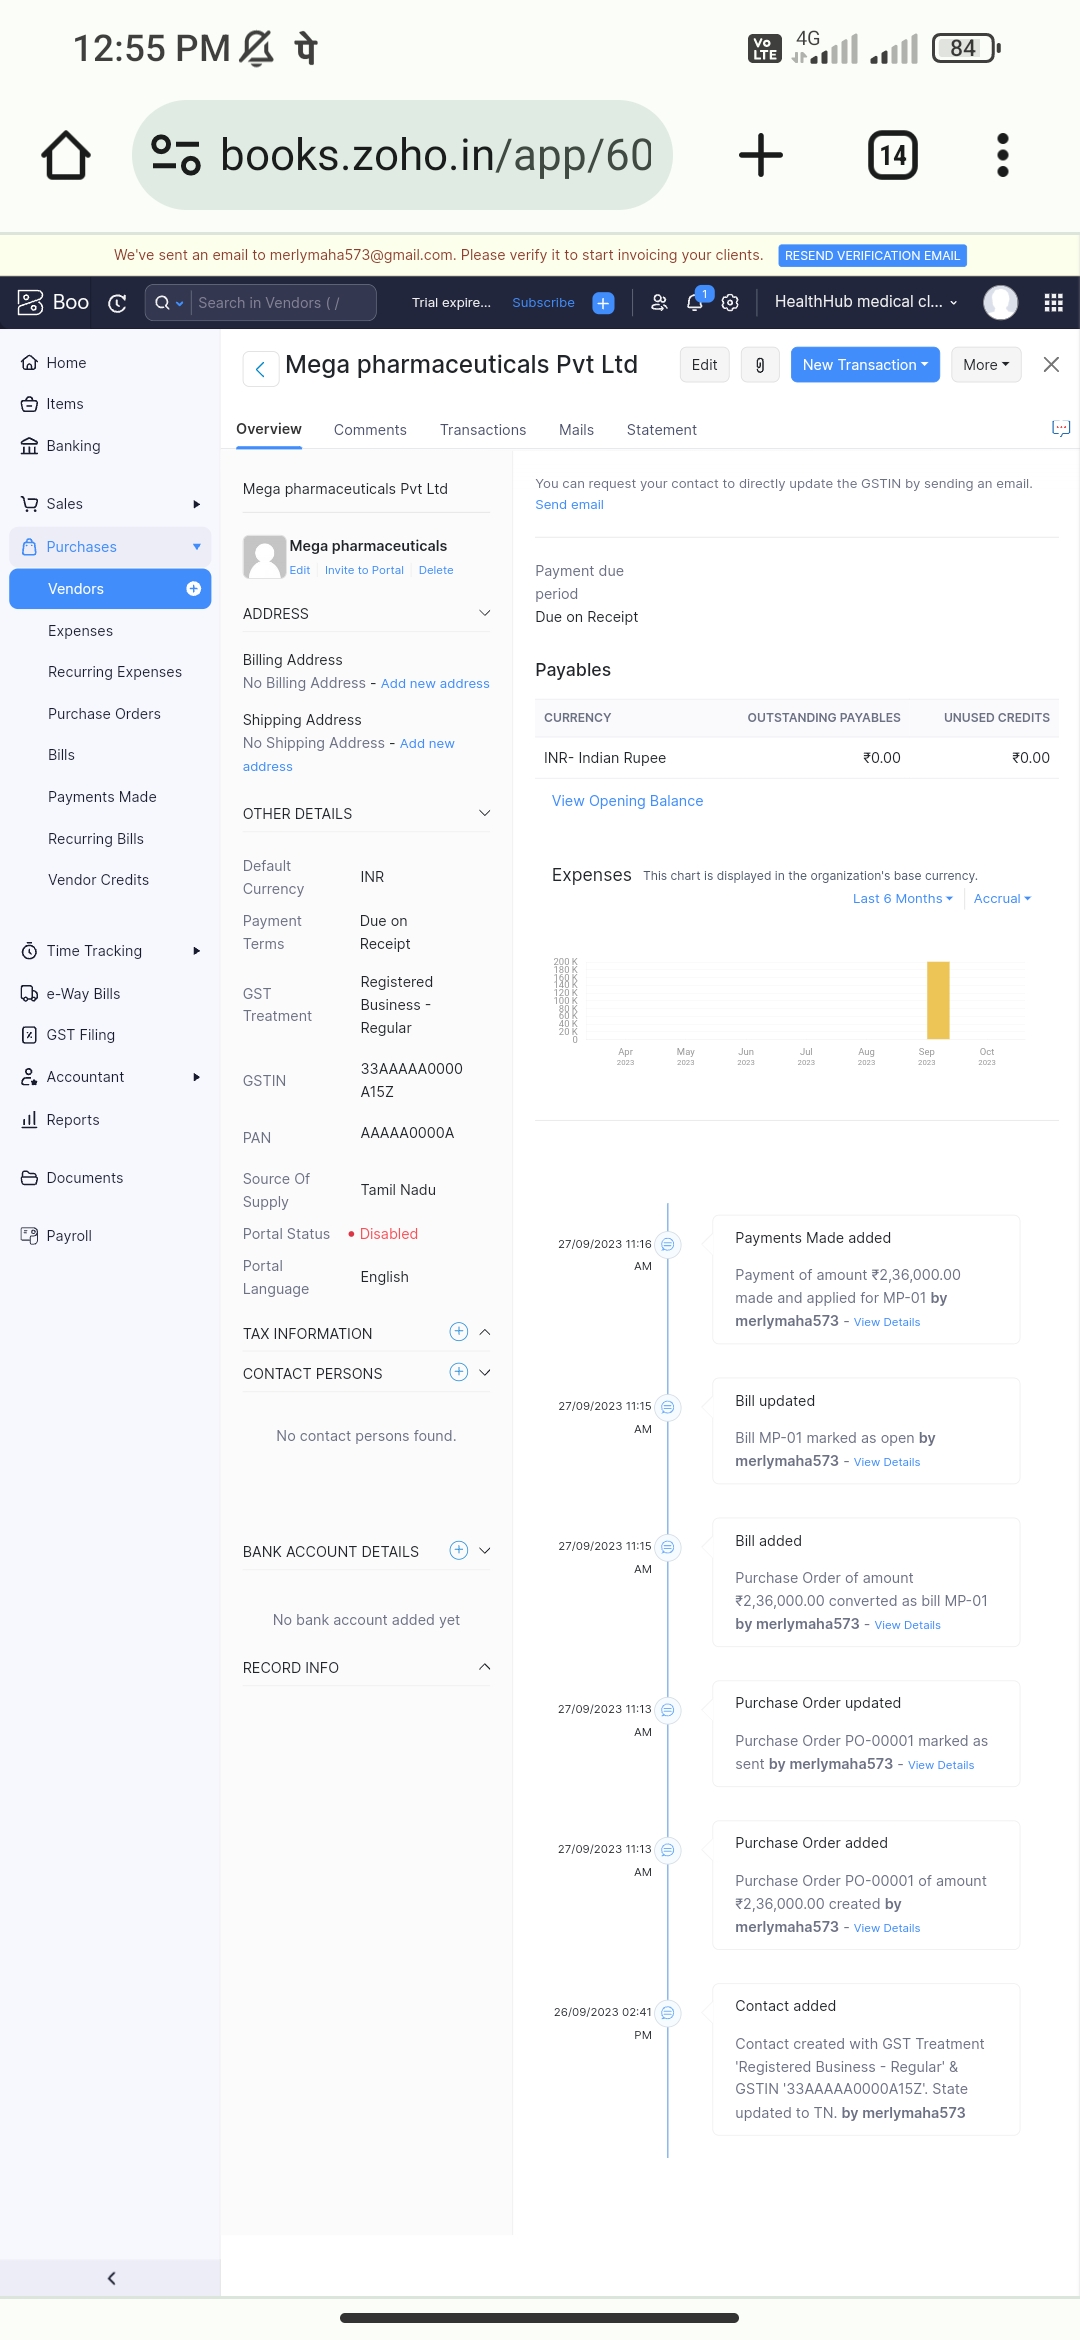 12:55 PM
Vo LTE
4G
84
books.zoho.in/app/60
14
We've sent an email to merlymaha573@gmail.com. Please verify it to start invoicing your clients.
RESEND VERIFICATION EMAIL
Boo
Search in Vendors ( /
Trial expire...
Subscribe
1
HealthHub medical cl...
Home
Items
Banking
Sales
Purchases
Vendors
Expenses
Recurring Expenses
Purchase Orders
Bills
Payments Made
Recurring Bills
Vendor Credits
Time Tracking
e-Way Bills
GST Filing
Accountant
Reports
Documents
Payroll
Mega pharmaceuticals Pvt Ltd
Edit
New Transaction
More
Overview
Comments
Transactions
Mails
Statement
Mega pharmaceuticals Pvt Ltd
Mega pharmaceuticals
Edit
Invite to Portal
Delete
ADDRESS
Billing Address
No Billing Address - Add new address
Shipping Address
No Shipping Address - Add new
address
OTHER DETAILS
Default
Currency
INR
Payment
Terms
Due on
Receipt
GST
Treatment
Registered
Business -
Regular
GSTIN
33AAAAA0000
A15Z
PAN
AAAAA0000A
Source Of
Supply
Tamil Nadu
Portal Status
• Disabled
Portal
Language
English
TAX INFORMATION
CONTACT PERSONS
No contact persons found.
BANK ACCOUNT DETAILS
No bank account added yet
RECORD INFO
You can request your contact to directly update the GSTIN by sending an email.
Send email
Payment due
period
Due on Receipt
Payables
CURRENCY
OUTSTANDING PAYABLES
UNUSED CREDITS
INR- Indian Rupee
₹0.00
₹0.00
View Opening Balance
Expenses
This chart is displayed in the organization's base currency.
Last 6 Months
Accrual
200 K
180 K
160 K
140 K
120 K
100 K
80 K
60 K
40 K
20 K
0
Apr
2023
May
2023
Jun
2023
Jul
2023
Aug
2023
Sep
2023
Oct
2023
27/09/2023 11:16
AM
Payments Made added
Payment of amount ₹2,36,000.00
made and applied for MP-01 by
merlymaha573 - View Details
27/09/2023 11:15
AM
Bill updated
Bill MP-01 marked as open by
merlymaha573 - View Details
27/09/2023 11:15
AM
Bill added
Purchase Order of amount
₹2,36,000.00 converted as bill MP-01
by merlymaha573 - View Details
27/09/2023 11:13
AM
Purchase Order updated
Purchase Order PO-00001 marked as
sent by merlymaha573 - View Details
27/09/2023 11:13
AM
Purchase Order added
Purchase Order PO-00001 of amount
₹2,36,000.00 created by
merlymaha573 - View Details
26/09/2023 02:41
PM
Contact added
Contact created with GST Treatment
'Registered Business - Regular' &
GSTIN '33AAAAA0000A15Z'. State
updated to TN. by merlymaha573